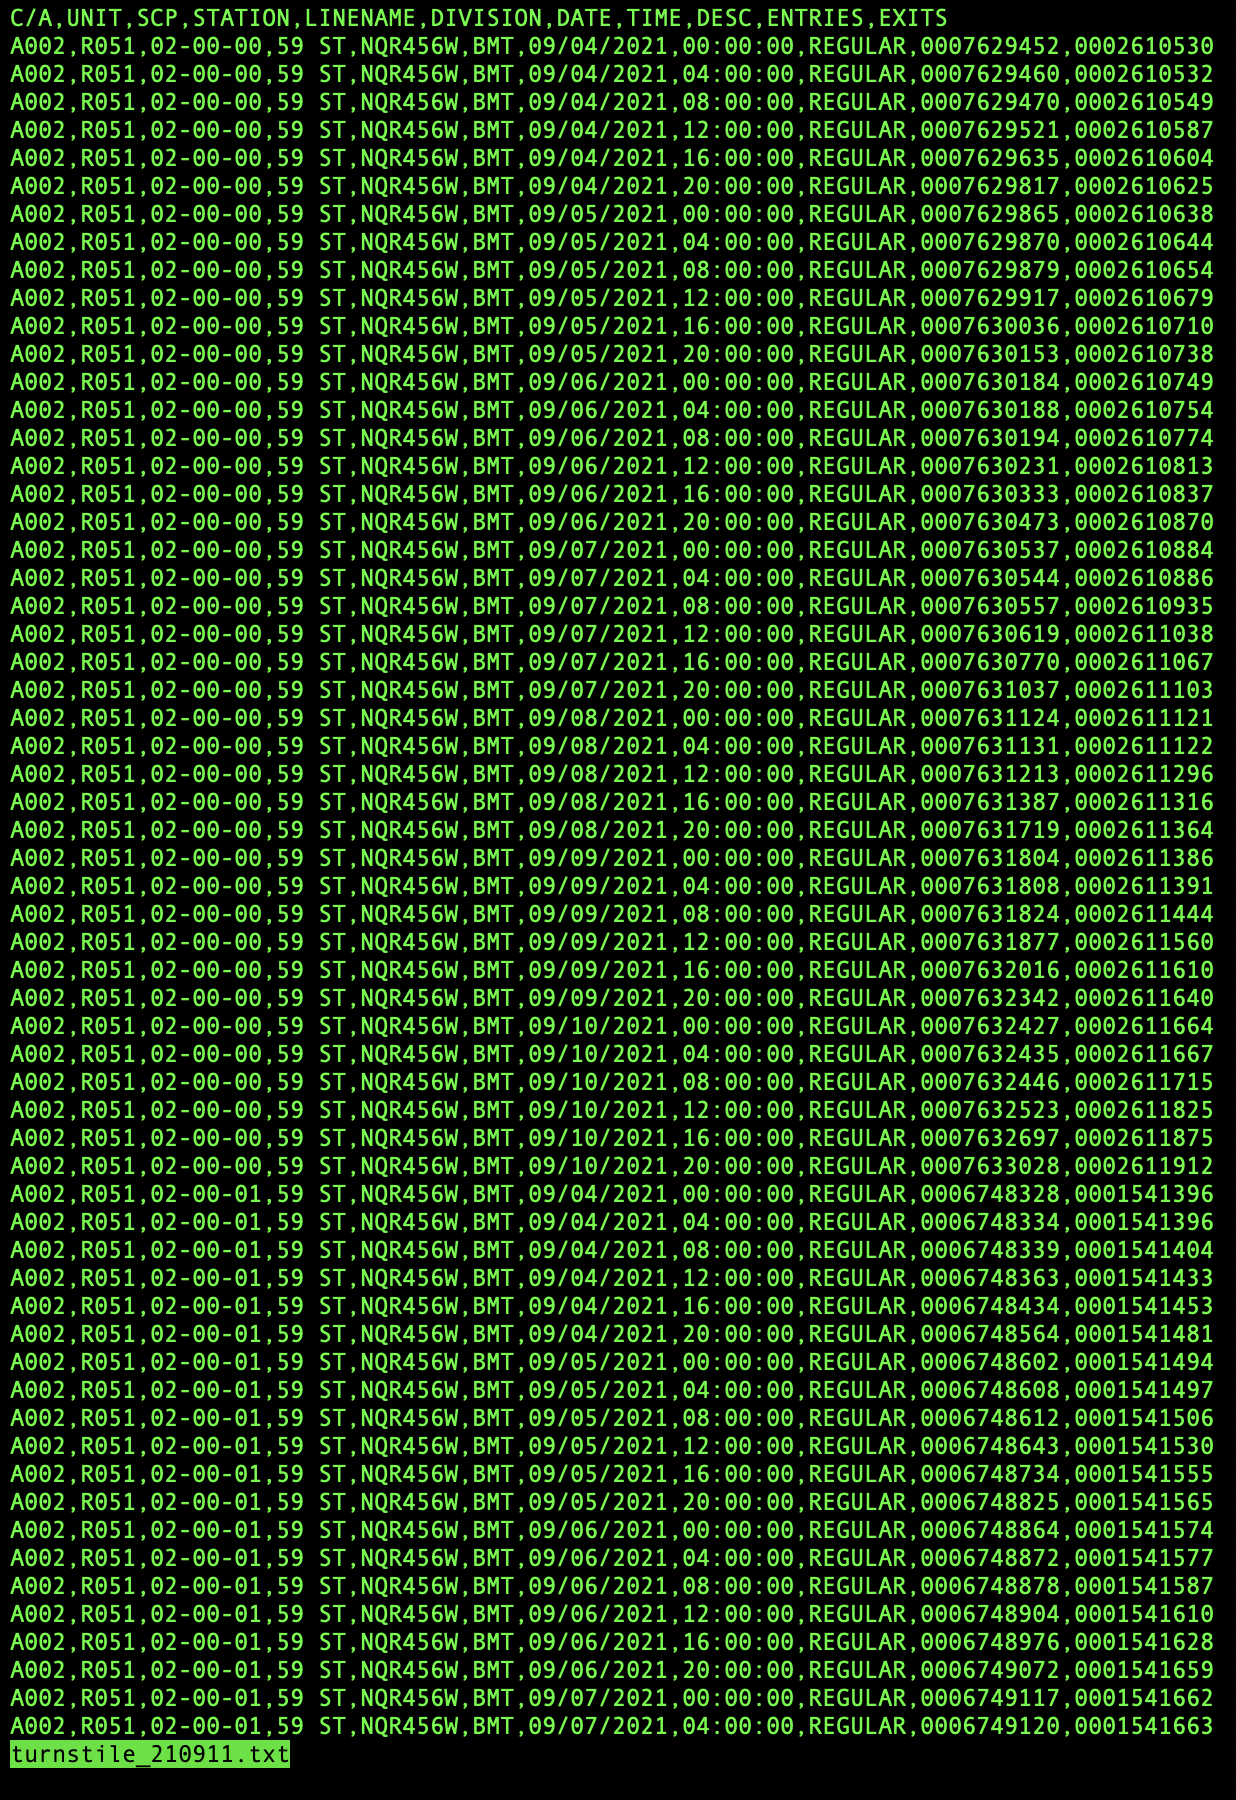 C/A,UNIT,SCP,STATION,LINENAME,DIVISION,DATE,TIME,DESC,ENTRIES,EXITS
A002,R051,02-00-00,59 ST,NQR456W,BMT,09/04/2021,00:00:00,REGULAR,0007629452,0002610530
A002,R051,02-00-00,59 ST,NQR456W,BMT,09/04/2021,04:00:00,REGULAR,0007629460,0002610532
A002,R051,02-00-00,59 ST,NQR456W,BMT,09/04/2021,08:00:00,REGULAR,0007629470,0002610549
A002,R051,02-00-00,59 ST,NQR456W,BMT,09/04/2021,12:00:00,REGULAR,0007629521,0002610587
A002,R051,02-00-00,59 ST,NQR456W,BMT,09/04/2021,16:00:00,REGULAR,0007629635,0002610604
A002,R051,02-00-00,59 ST,NQR456W,BMT,09/04/2021,20:00:00,REGULAR,0007629817,0002610625
A002,R051,02-00-00,59 ST,NQR456W,BMT,09/05/2021,00:00:00,REGULAR,0007629865,0002610638
A002,R051,02-00-00,59 ST,NQR456W,BMT,09/05/2021,04:00:00,REGULAR,0007629870,0002610644
A002,R051,02-00-00,59 ST,NQR456W,BMT,09/05/2021,08:00:00,REGULAR,0007629879,0002610654
A002,R051,02-00-00,59 ST,NQR456W,BMT,09/05/2021,12:00:00,REGULAR,0007629917,0002610679
A002,R051,02-00-00,59 ST,NQR456W,BMT,09/05/2021,16:00:00,REGULAR,0007630036,0002610710
A002,R051,02-00-00,59 ST,NQR456W,BMT,09/05/2021,20:00:00,REGULAR,0007630153,0002610738
A002,R051,02-00-00,59 ST,NQR456W,BMT,09/06/2021,00:00:00,REGULAR,0007630184,0002610749
A002,R051,02-00-00,59 ST,NQR456W,BMT,09/06/2021,04:00:00,REGULAR,0007630188,0002610754
A002,R051,02-00-00,59 ST,NQR456W,BMT,09/06/2021,08:00:00,REGULAR,0007630194,0002610774
A002,R051,02-00-00,59 ST,NQR456W,BMT,09/06/2021,12:00:00,REGULAR,0007630231,0002610813
A002,R051,02-00-00,59 ST,NQR456W,BMT,09/06/2021,16:00:00,REGULAR,0007630333,0002610837
A002,R051,02-00-00,59 ST,NQR456W,BMT,09/06/2021,20:00:00,REGULAR,0007630473,0002610870
A002,R051,02-00-00,59 ST,NQR456W,BMT,09/07/2021,00:00:00,REGULAR,0007630537,0002610884
A002,R051,02-00-00,59 ST,NQR456W,BMT,09/07/2021,04:00:00,REGULAR,0007630544,0002610886
A002,R051,02-00-00,59 ST,NQR456W,BMT,09/07/2021,08:00:00,REGULAR,0007630557,0002610935
A002,R051,02-00-00,59 ST,NQR456W,BMT,09/07/2021,12:00:00,REGULAR,0007630619,0002611038
A002,R051,02-00-00,59 ST,NQR456W,BMT,09/07/2021,16:00:00,REGULAR,0007630770,0002611067
A002,R051,02-00-00,59 ST,NQR456W,BMT,09/07/2021,20:00:00,REGULAR,0007631037,0002611103
A002,R051,02-00-00,59 ST,NQR456W,BMT,09/08/2021,00:00:00,REGULAR,0007631124,0002611121
A002,R051,02-00-00,59 ST,NQR456W,BMT,09/08/2021,04:00:00,REGULAR,0007631131,0002611122
A002,R051,02-00-00,59 ST,NQR456W,BMT,09/08/2021,12:00:00,REGULAR,0007631213,0002611296
A002,R051,02-00-00,59 ST,NQR456W,BMT,09/08/2021,16:00:00,REGULAR,0007631387,0002611316
A002,R051,02-00-00,59 ST,NQR456W,BMT,09/08/2021,20:00:00,REGULAR,0007631719,0002611364
A002,R051,02-00-00,59 ST,NQR456W,BMT,09/09/2021,00:00:00,REGULAR,0007631804,0002611386
A002,R051,02-00-00,59 ST,NQR456W,BMT,09/09/2021,04:00:00,REGULAR,0007631808,0002611391
A002,R051,02-00-00,59 ST,NQR456W,BMT,09/09/2021,08:00:00,REGULAR,0007631824,0002611444
A002,R051,02-00-00,59 ST,NQR456W,BMT,09/09/2021,12:00:00,REGULAR,0007631877,0002611560
A002,R051,02-00-00,59 ST,NQR456W,BMT,09/09/2021,16:00:00,REGULAR,0007632016,0002611610
A002,R051,02-00-00,59 ST,NQR456W,BMT,09/09/2021,20:00:00,REGULAR,0007632342,0002611640
A002,R051,02-00-00,59 ST,NQR456W,BMT,09/10/2021,00:00:00,REGULAR,0007632427,0002611664
A002,R051,02-00-00,59 ST,NQR456W,BMT,09/10/2021,04:00:00,REGULAR,0007632435,0002611667
A002,R051,02-00-00,59 ST,NQR456W,BMT,09/10/2021,08:00:00,REGULAR,0007632446,0002611715
A002,R051,02-00-00,59 ST,NQR456W,BMT,09/10/2021,12:00:00,REGULAR,0007632523,0002611825
A002,R051,02-00-00,59 ST,NQR456W,BMT,09/10/2021,16:00:00,REGULAR,0007632697,0002611875
A002,R051,02-00-00,59 ST,NQR456W,BMT,09/10/2021,20:00:00,REGULAR,0007633028,0002611912
A002,R051,02-00-01,59 ST,NQR456W,BMT,09/04/2021,00:00:00,REGULAR,0006748328,0001541396
A002,R051,02-00-01,59 ST,NQR456W,BMT,09/04/2021,04:00:00,REGULAR,0006748334,0001541396
A002,R051,02-00-01,59 ST,NQR456W,BMT,09/04/2021,08:00:00,REGULAR,0006748339,0001541404
A002,R051,02-00-01,59 ST,NQR456W,BMT,09/04/2021,12:00:00,REGULAR,0006748363,0001541433
A002,R051,02-00-01,59 ST,NQR456W,BMT,09/04/2021,16:00:00,REGULAR,0006748434,0001541453
A002,R051,02-00-01,59 ST,NQR456W,BMT,09/04/2021,20:00:00,REGULAR,0006748564,0001541481
A002,R051,02-00-01,59 ST,NQR456W,BMT,09/05/2021,00:00:00,REGULAR,0006748602,0001541494
A002,R051,02-00-01,59 ST,NQR456W,BMT,09/05/2021,04:00:00,REGULAR,0006748608,0001541497
A002,R051,02-00-01,59 ST,NQR456W,BMT,09/05/2021,08:00:00,REGULAR,0006748612,0001541506
A002,R051,02-00-01,59 ST,NQR456W,BMT,09/05/2021,12:00:00,REGULAR,0006748643,0001541530
A002,R051,02-00-01,59 ST,NQR456W,BMT,09/05/2021,16:00:00,REGULAR,0006748734,0001541555
A002,R051,02-00-01,59 ST,NQR456W,BMT,09/05/2021,20:00:00,REGULAR,0006748825,0001541565
A002,R051,02-00-01,59 ST,NQR456W,BMT,09/06/2021,00:00:00,REGULAR,0006748864,0001541574
A002,R051,02-00-01,59 ST,NQR456W,BMT,09/06/2021,04:00:00,REGULAR,0006748872,0001541577
A002,R051,02-00-01,59 ST,NQR456W,BMT,09/06/2021,08:00:00,REGULAR,0006748878,0001541587
A002,R051,02-00-01,59 ST,NQR456W,BMT,09/06/2021,12:00:00,REGULAR,0006748904,0001541610
A002,R051,02-00-01,59 ST,NQR456W,BMT,09/06/2021,16:00:00,REGULAR,0006748976,0001541628
A002,R051,02-00-01,59 ST,NQR456W,BMT,09/06/2021,20:00:00,REGULAR,0006749072,0001541659
A002,R051,02-00-01,59 ST,NQR456W,BMT,09/07/2021,00:00:00,REGULAR,0006749117,0001541662
A002,R051,02-00-01,59 ST,NQR456W,BMT,09/07/2021,04:00:00,REGULAR,0006749120,0001541663
turnstile_210911.txt